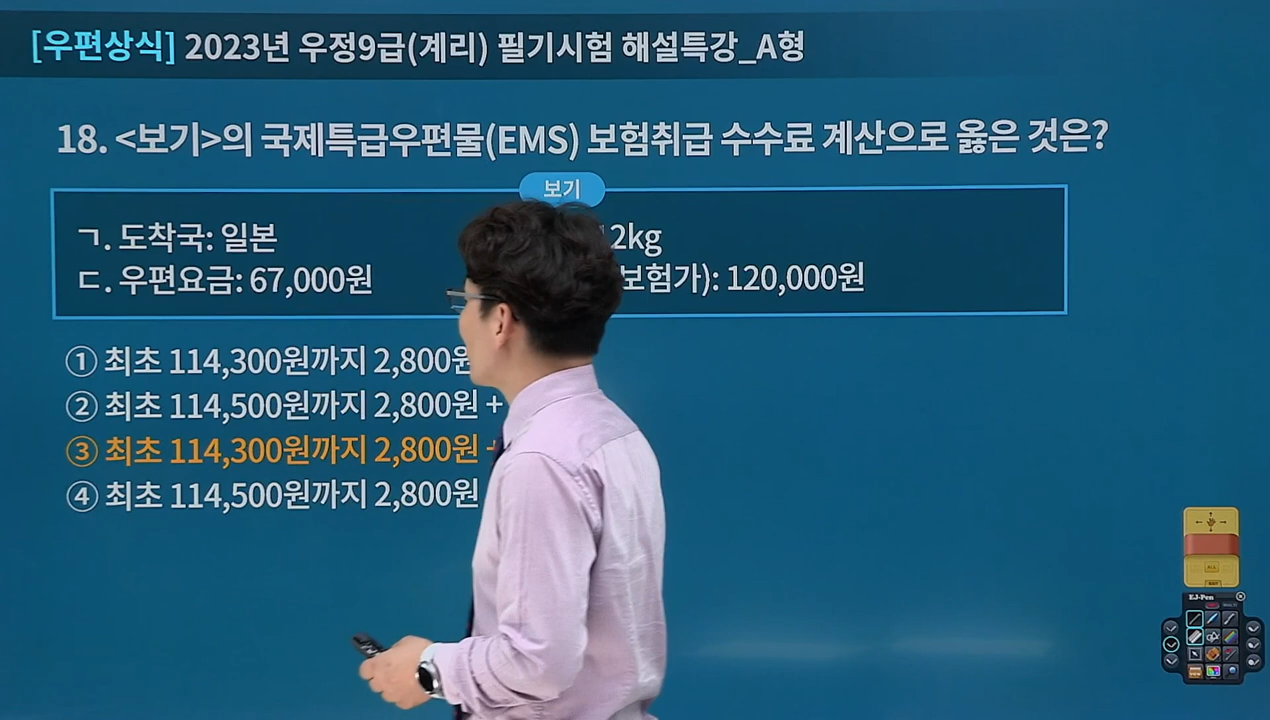 [우편상식] 2023년 우정9급(계리) 필기시험 해설특강_A형
18. <보기>의 국제특급우편물(EMS) 보험취급 수수료 계산으로 옳은 것은?
보기
ㄱ. 도착국: 일본 12kg
ㄷ. 우편요금: 67,000원 보험가): 120,000원
① 최초 114,300원까지 2,800원
② 최초 114,500원까지 2,800원 +
③ 최초 114,300원까지 2,800원
④ 최초 114,500원까지 2,800원
EJ-Pen
ALL